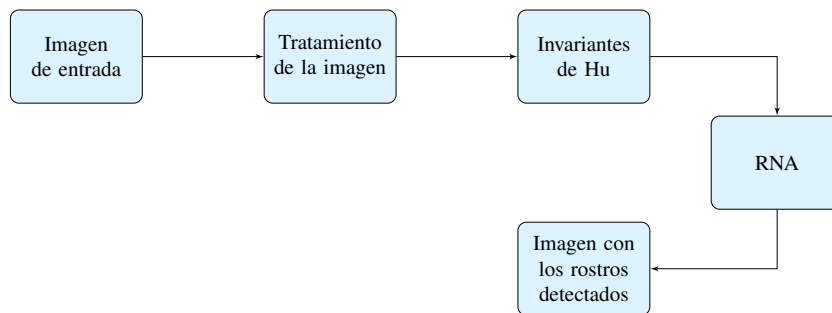 Imagen
de entrada
Tratamiento
de la imagen
Invariantes
de Hu
RNA
Imagen con
los rostros
detectados